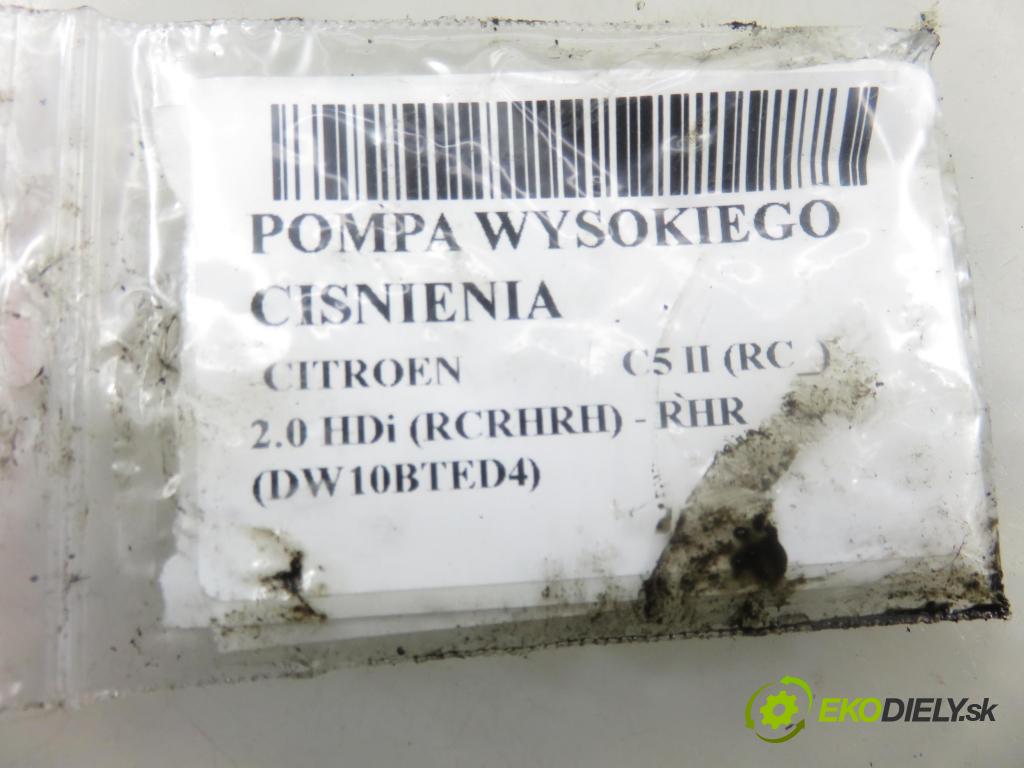 POMPA WYSOKIEGO
CISNIENIA
CITROEN C5 II (RC_)
2.0 HDi (RCRHRH) - RHR
(DW10BTED4)
EKODIELY.sk